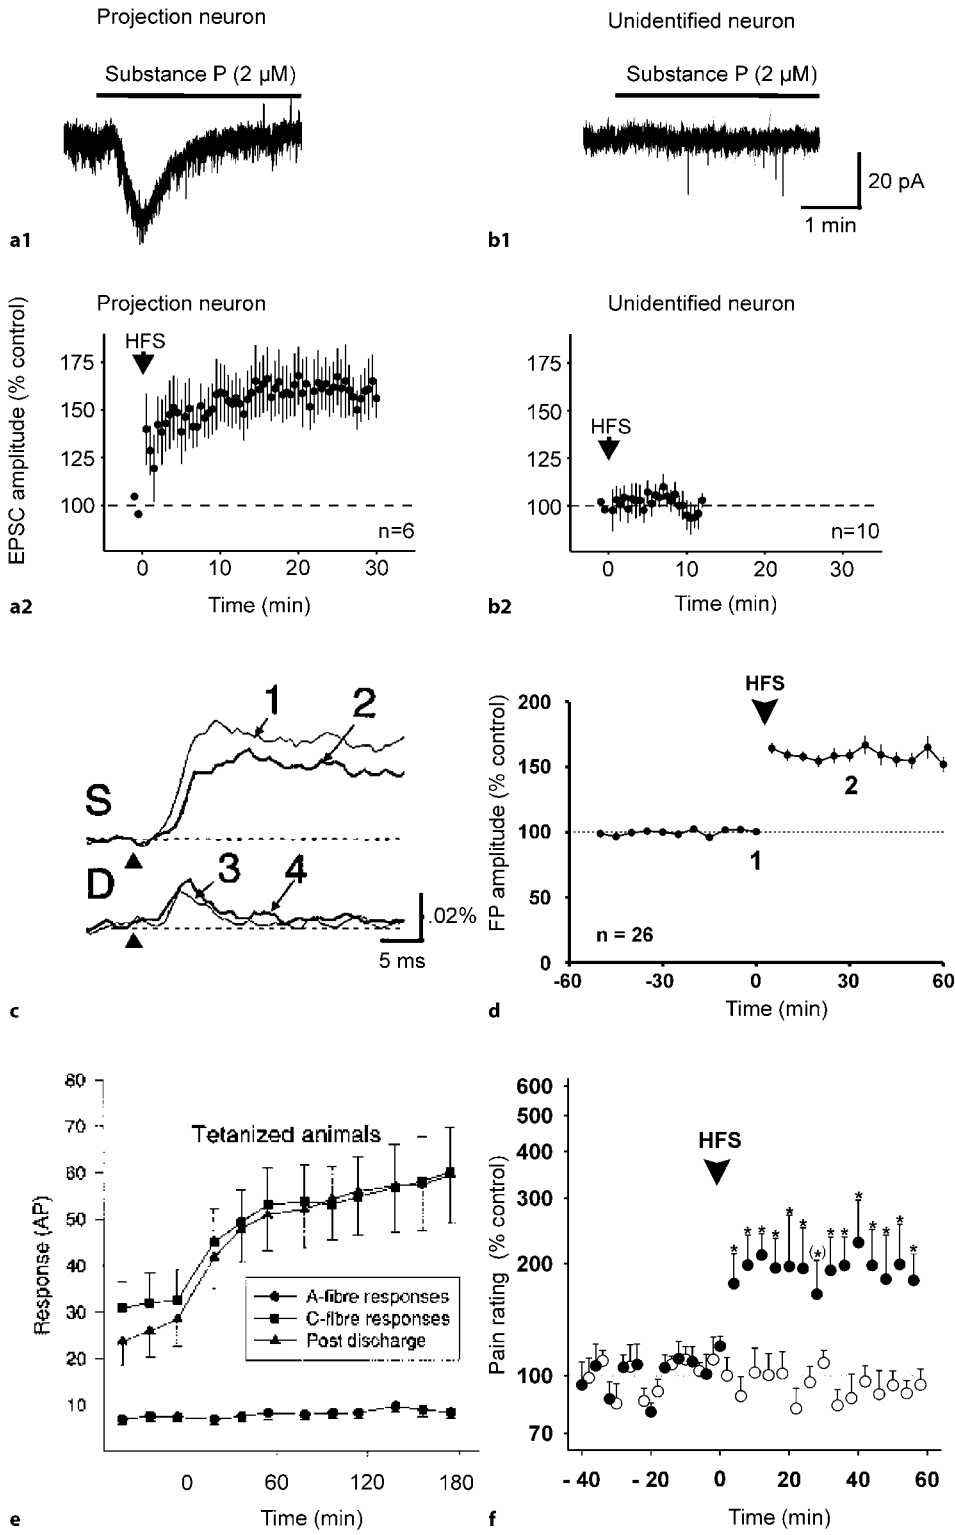 Projection neuron
Unidentified neuron
Substance P (2 µM)
Substance P (2 µM)
20 pA
1 min
a1
b1
Projection neuron
Unidentified neuron
EPSC amplitude (% control)
HFS
175
150
125
100
n=6
0 10 20 30
Time (min)
a2
175
150
HFS
125
100
n=10
0 10 20 30
Time (min)
b2
1 2
S
D
3 4
.02%
5 ms
c
FP amplitude (% control)
HFS
200
150
2
100
1
50
n = 26
0
-60 -30 0 30 60
Time (min)
d
Response (AP)
80
70
Tetanized animals
60
50
40
A-fibre responses
C-fibre responses
Post discharge
30
20
10
0 60 120 180
Time (min)
e
Pain rating (% control)
600
500
HFS
400
300
* * * * * * (*) * * * * * * *
200
100
70
- 40 - 20 0 20 40 60
Time (min)
f